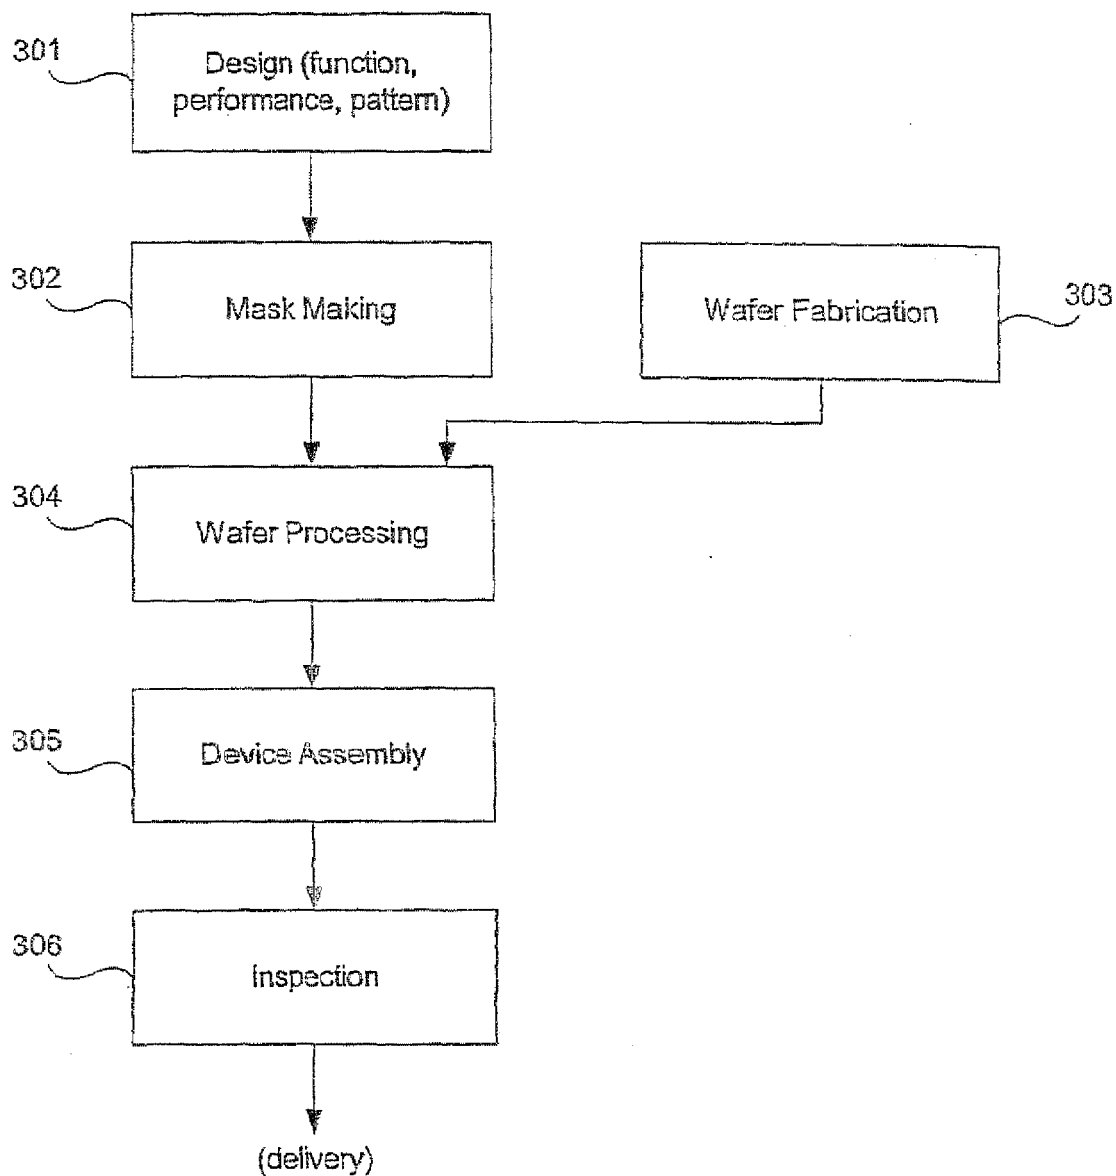 301
Design (function,
performance, pattern)
302
Mask Making
Wafer Fabrication
303
304
Wafer Processing
305
Device Assembly
306
Inspection
(delivery)